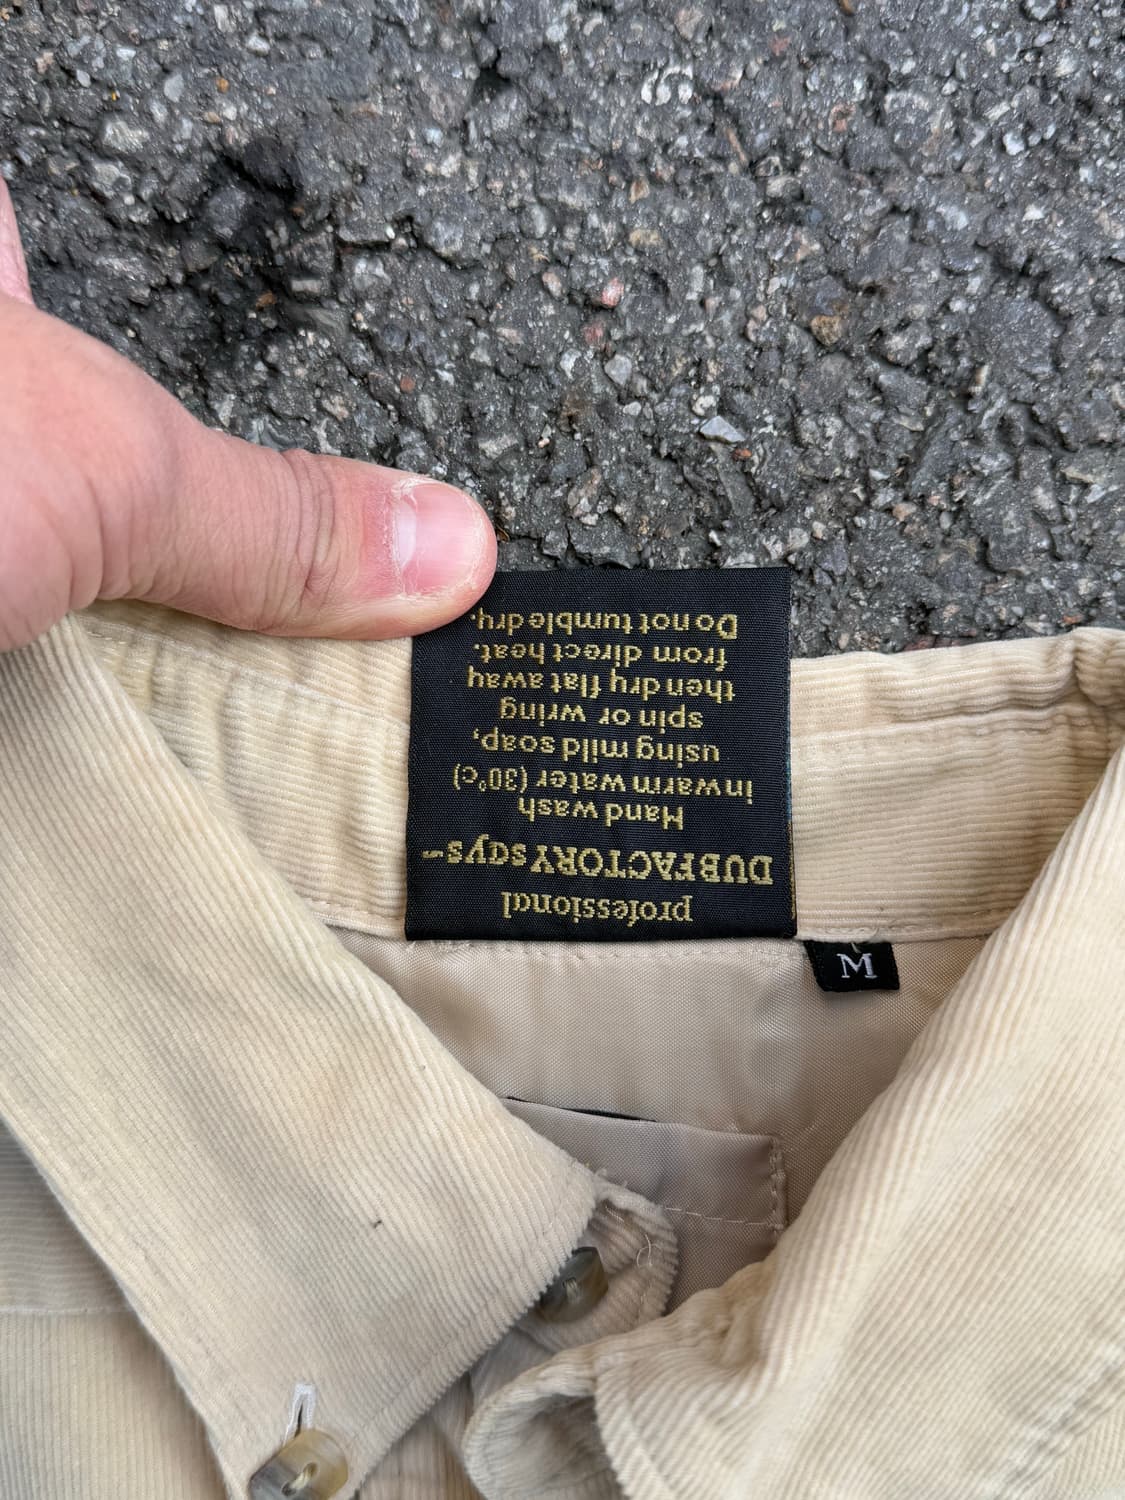 professional
DUBFACTORY says~
Hand wash
in warm water (30°c)
using mild soap,
spin or wring
then dry flat away
from direct heat.
Do not tumble dry.
M